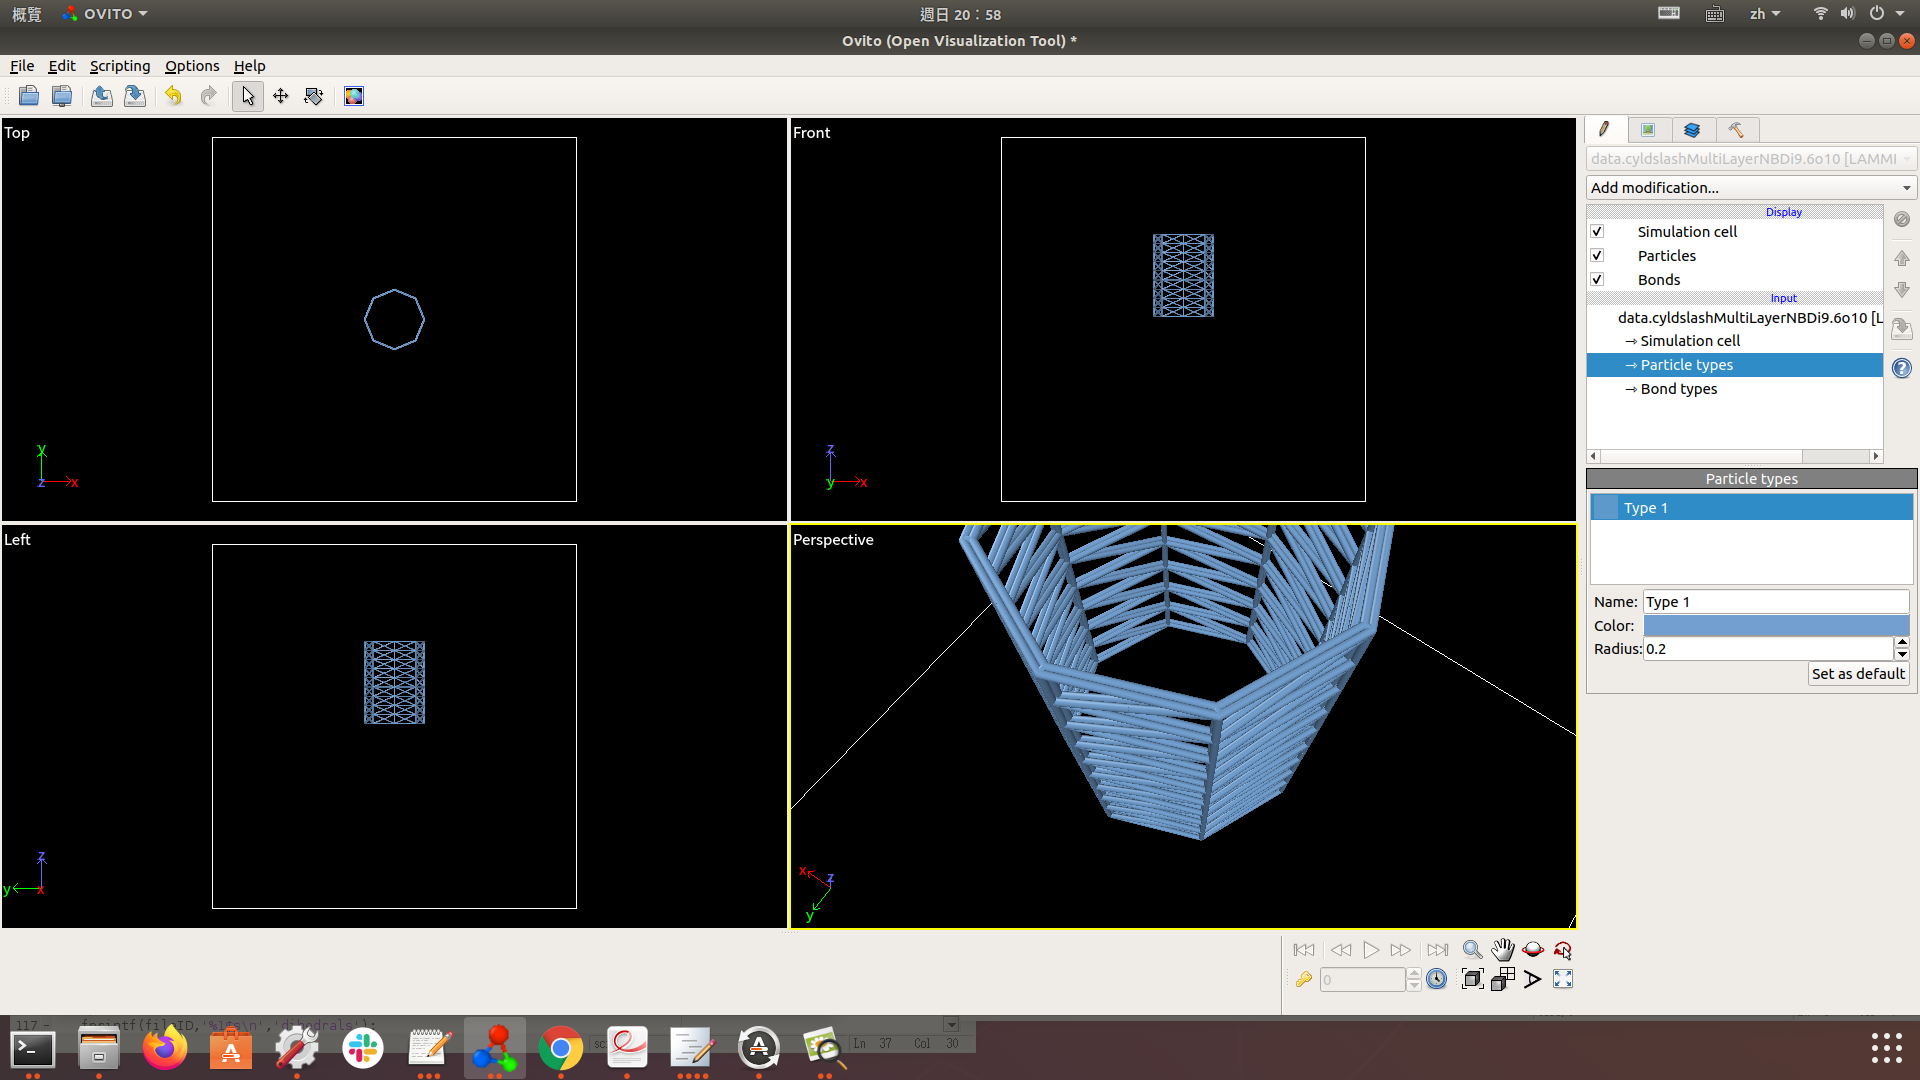 概覽 OVITO 週日 20：58 zh
Ovito (Open Visualization Tool) *
File Edit Scripting Options Help
Top
y
z x
Front
z
y x
Left
z
y x
Perspective
x z
y
data.cyldslashMultiLayerNBDi9.6o10 [LAMMI
Add modification...
Display
Simulation cell
Particles
Bonds
Input
data.cyldslashMultiLayerNBDi9.6o10 [L
→ Simulation cell
→ Particle types
→ Bond types
Particle types
Type 1
Name: Type 1
Color:
Radius: 0.2
Set as default
0
117 fprintf(fileID,'
Ln 37 Col 30